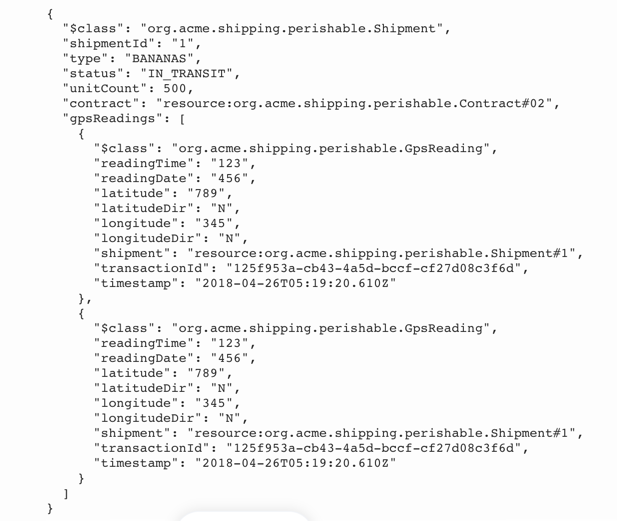 {
"$class": "org.acme.shipping.perishable.Shipment",
"shipmentId": "1",
"type": "BANANAS",
"status": "IN_TRANSIT",
"unitCount": 500,
"contract": "resource:org.acme.shipping.perishable.Contract#02",
"gpsReadings": [
{
"$class": "org.acme.shipping.perishable.GpsReading",
"readingTime": "123",
"readingDate": "456",
"latitude": "789",
"latitudeDir": "N",
"longitude": "345",
"longitudeDir": "N",
"shipment": "resource:org.acme.shipping.perishable.Shipment#1",
"transactionId": "125f953a-cb43-4a5d-bccf-cf27d08c3f6d",
"timestamp": "2018-04-26T05:19:20.610Z"
},
{
"$class": "org.acme.shipping.perishable.GpsReading",
"readingTime": "123",
"readingDate": "456",
"latitude": "789",
"latitudeDir": "N",
"longitude": "345",
"longitudeDir": "N",
"shipment": "resource:org.acme.shipping.perishable.Shipment#1",
"transactionId": "125f953a-cb43-4a5d-bccf-cf27d08c3f6d",
"timestamp": "2018-04-26T05:19:20.610Z"
}
]
}